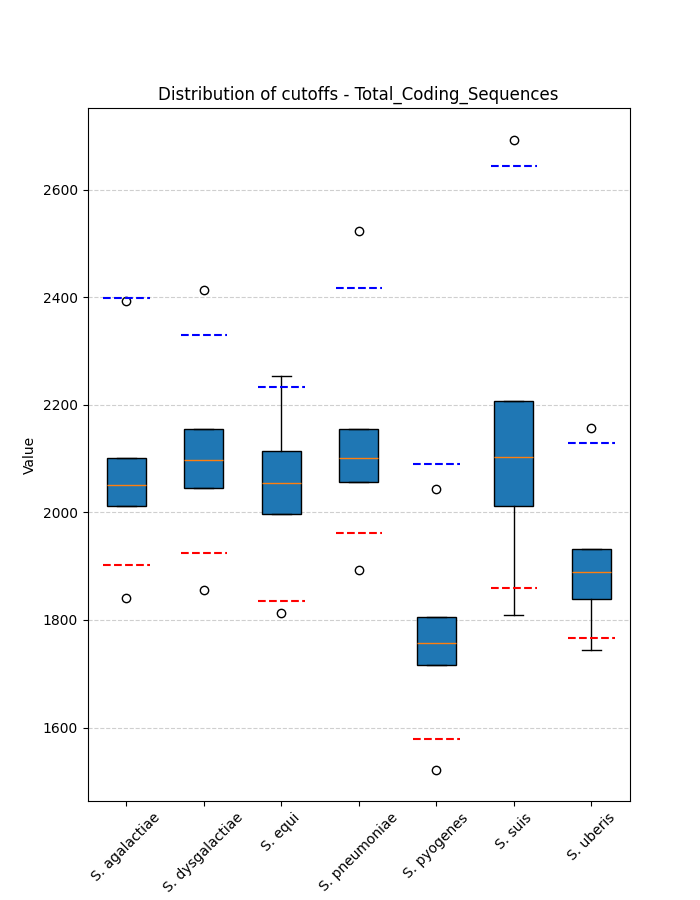 Distribution of cutoffs - Total_Coding_Sequences
Value
2600
2400
2200
2000
1800
1600
S. agalactiae
S. dysgalactiae
S. equi
S. pneumoniae
S. pyogenes
S. suis
S. uberis